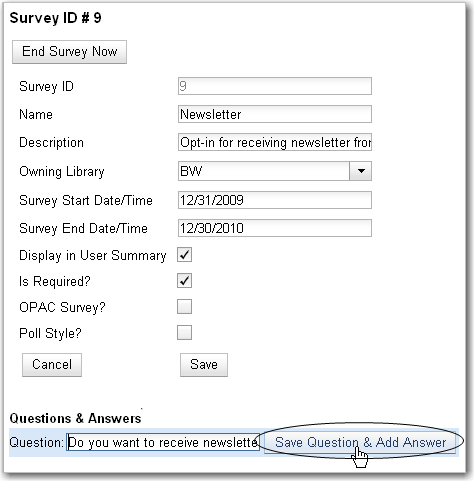 Survey ID # 9
End Survey Now
Survey ID 9
Name Newsletter
Description Opt-in for receiving newsletter fror
Owning Library BW
Survey Start Date/Time 12/31/2009
Survey End Date/Time 12/30/2010
Display in User Summary
Is Required?
OPAC Survey?
Poll Style?
Cancel Save
Questions & Answers
Question: Do you want to receive newslette Save Question & Add Answer